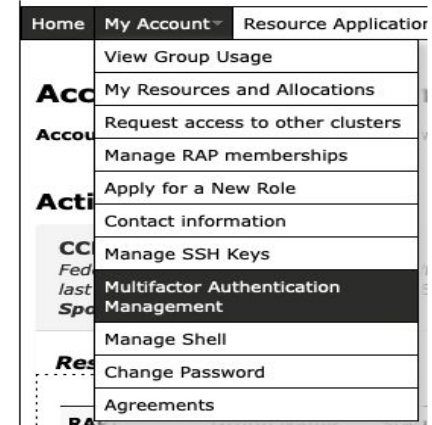 Home My Account Resource Application
View Group Usage
Acc
My Resources and Allocations
Accou
Request access to other clusters
Manage RAP memberships
Apply for a New Role
Acti
Contact information
CC
Manage SSH Keys
Fed
last
Multifactor Authentication
Spo
Management
Manage Shell
Res
Change Password
Agreements